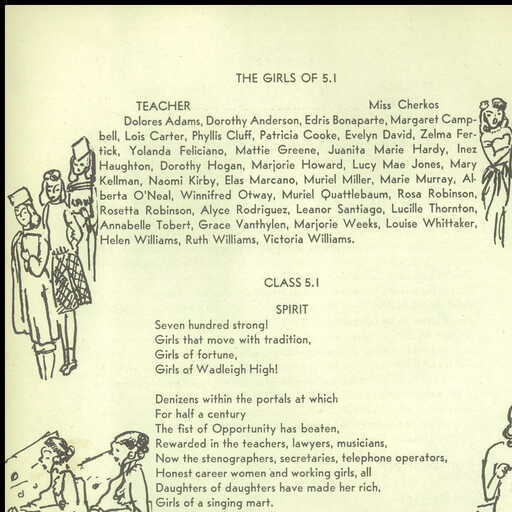 THE GIRLS OF 5.1
TEACHER Miss Cherkos
Dolores Adams, Dorothy Anderson, Edris Bonaparte, Margaret Camp-
bell, Lois Carter, Phyllis Cluff, Patricia Cooke, Evelyn David, Zelma Fer-
tick, Yolanda Feliciano, Mattie Greene, Juanita Marie Hardy, Inez
Haughton, Dorothy Hogan, Marjorie Howard, Lucy Mae Jones, Mary
Kellman, Naomi Kirby, Elas Marcano, Muriel Miller, Marie Murray, Al-
berta O'Neal, Winnifred Otway, Muriel Quattlebaum, Rosa Robinson,
Rosetta Robinson, Alyce Rodriguez, Leanor Santiago, Lucille Thornton,
Annabelle Tobert, Grace Vanthylen, Marjorie Weeks, Louise Whittaker,
Helen Williams, Ruth Williams, Victoria Williams.
CLASS 5.1
SPIRIT
Seven hundred strong!
Girls that move with tradition,
Girls of fortune,
Girls of Wadleigh High!
Denizens within the portals at which
For half a century
The fist of Opportunity has beaten,
Rewarded in the teachers, lawyers, musicians,
Now the stenographers, secretaries, telephone operators,
Honest career women and working girls, all
Daughters of daughters have made her rich,
Girls of a singing mart.